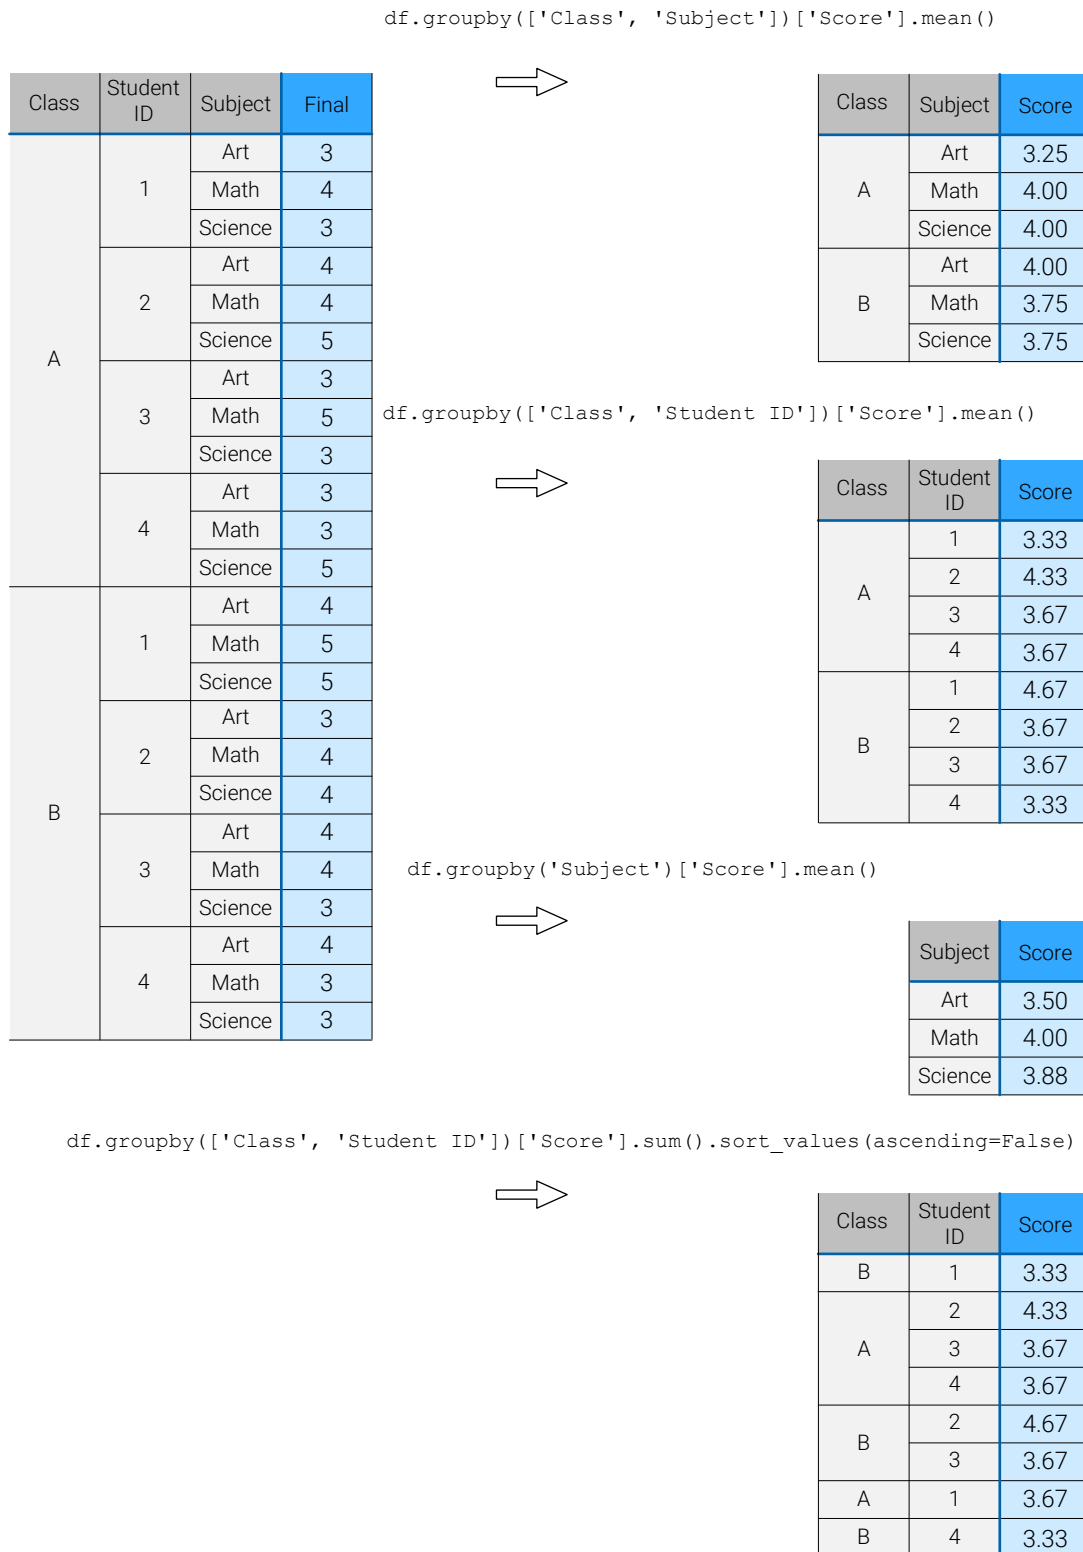 df.groupby(['Class', 'Subject'])['Score'].mean()
Class Student ID Subject Final
A 1 Art 3
Math 4
Science 3
2 Art 4
Math 4
Science 5
3 Art 3
Math 5
Science 3
4 Art 3
Math 3
Science 5
B 1 Art 4
Math 5
Science 5
2 Art 3
Math 4
Science 4
3 Art 4
Math 4
Science 3
4 Art 4
Math 3
Science 3
Class Subject Score
A Art 3.25
Math 4.00
Science 4.00
B Art 4.00
Math 3.75
Science 3.75
df.groupby(['Class', 'Student ID'])['Score'].mean()
Class Student ID Score
A 1 3.33
2 4.33
3 3.67
4 3.67
B 1 4.67
2 3.67
3 3.67
4 3.33
df.groupby('Subject')['Score'].mean()
Subject Score
Art 3.50
Math 4.00
Science 3.88
df.groupby(['Class', 'Student ID'])['Score'].sum().sort_values(ascending=False)
Class Student ID Score
B 1 3.33
A 2 4.33
3 3.67
4 3.67
B 2 4.67
3 3.67
A 1 3.67
B 4 3.33